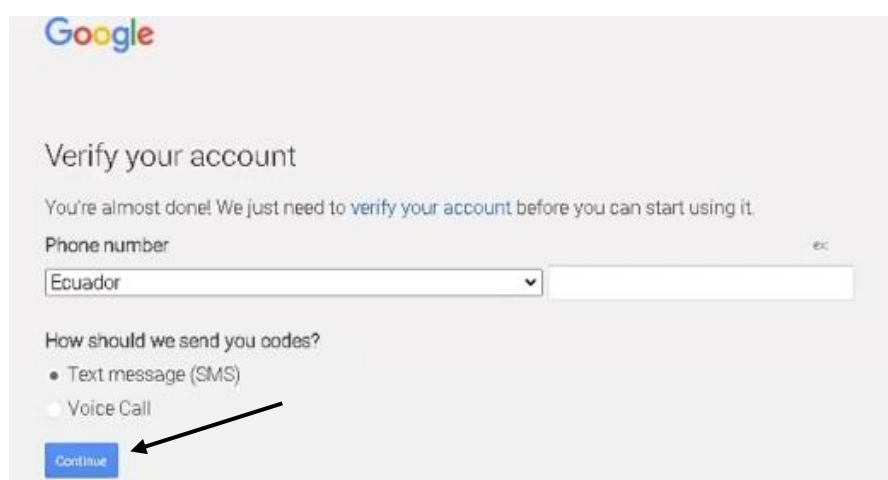 Google
Verify your account
You're almost done! We just need to verify your account before you can start using it.
Phone number ex:
Ecuador
How should we send you codes?
Text message (SMS)
Voice Call
Continue